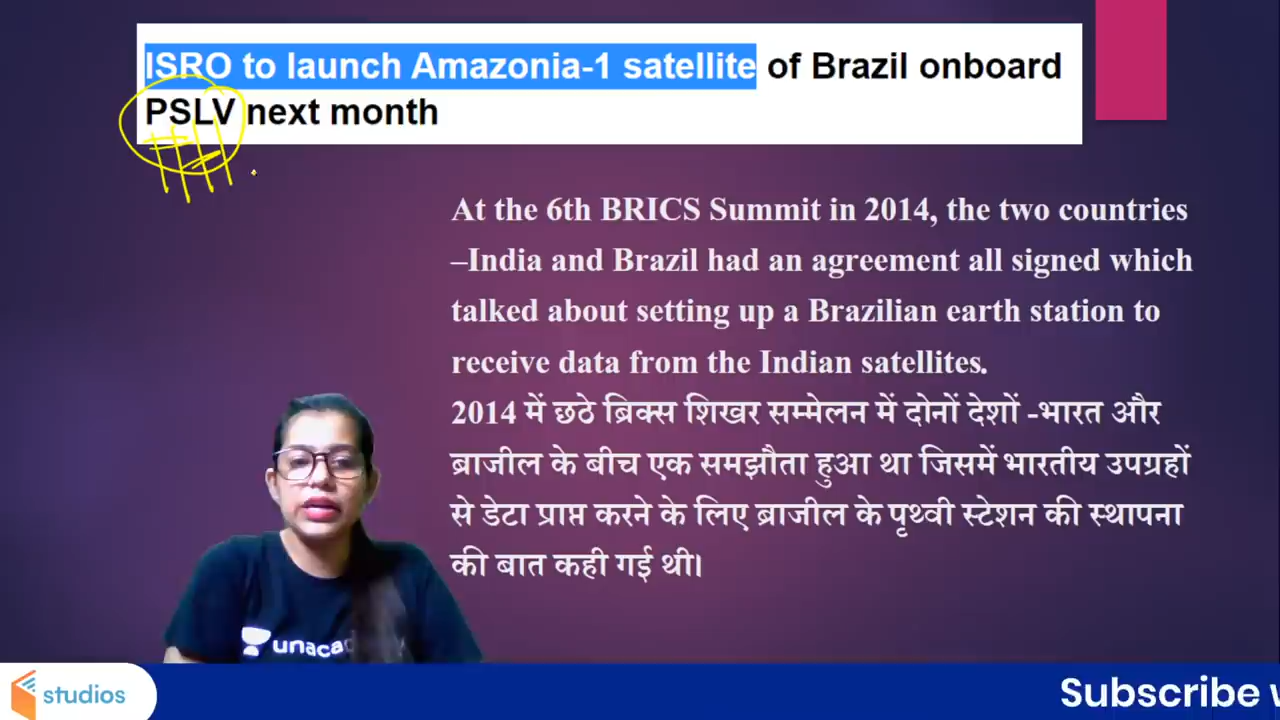 ISRO to launch Amazonia-1 satellite of Brazil onboard
PSLV next month
At the 6th BRICS Summit in 2014, the two countries
–India and Brazil had an agreement all signed which
talked about setting up a Brazilian earth station to
receive data from the Indian satellites.
2014 में छठे ब्रिक्स शिखर सम्मेलन में दोनों देशों -भारत और
ब्राजील के बीच एक समझौता हुआ था जिसमें भारतीय उपग्रहों
से डेटा प्राप्त करने के लिए ब्राजील के पृथ्वी स्टेशन की स्थापना
की बात कही गई थी।
unaca
studios
Subscribe